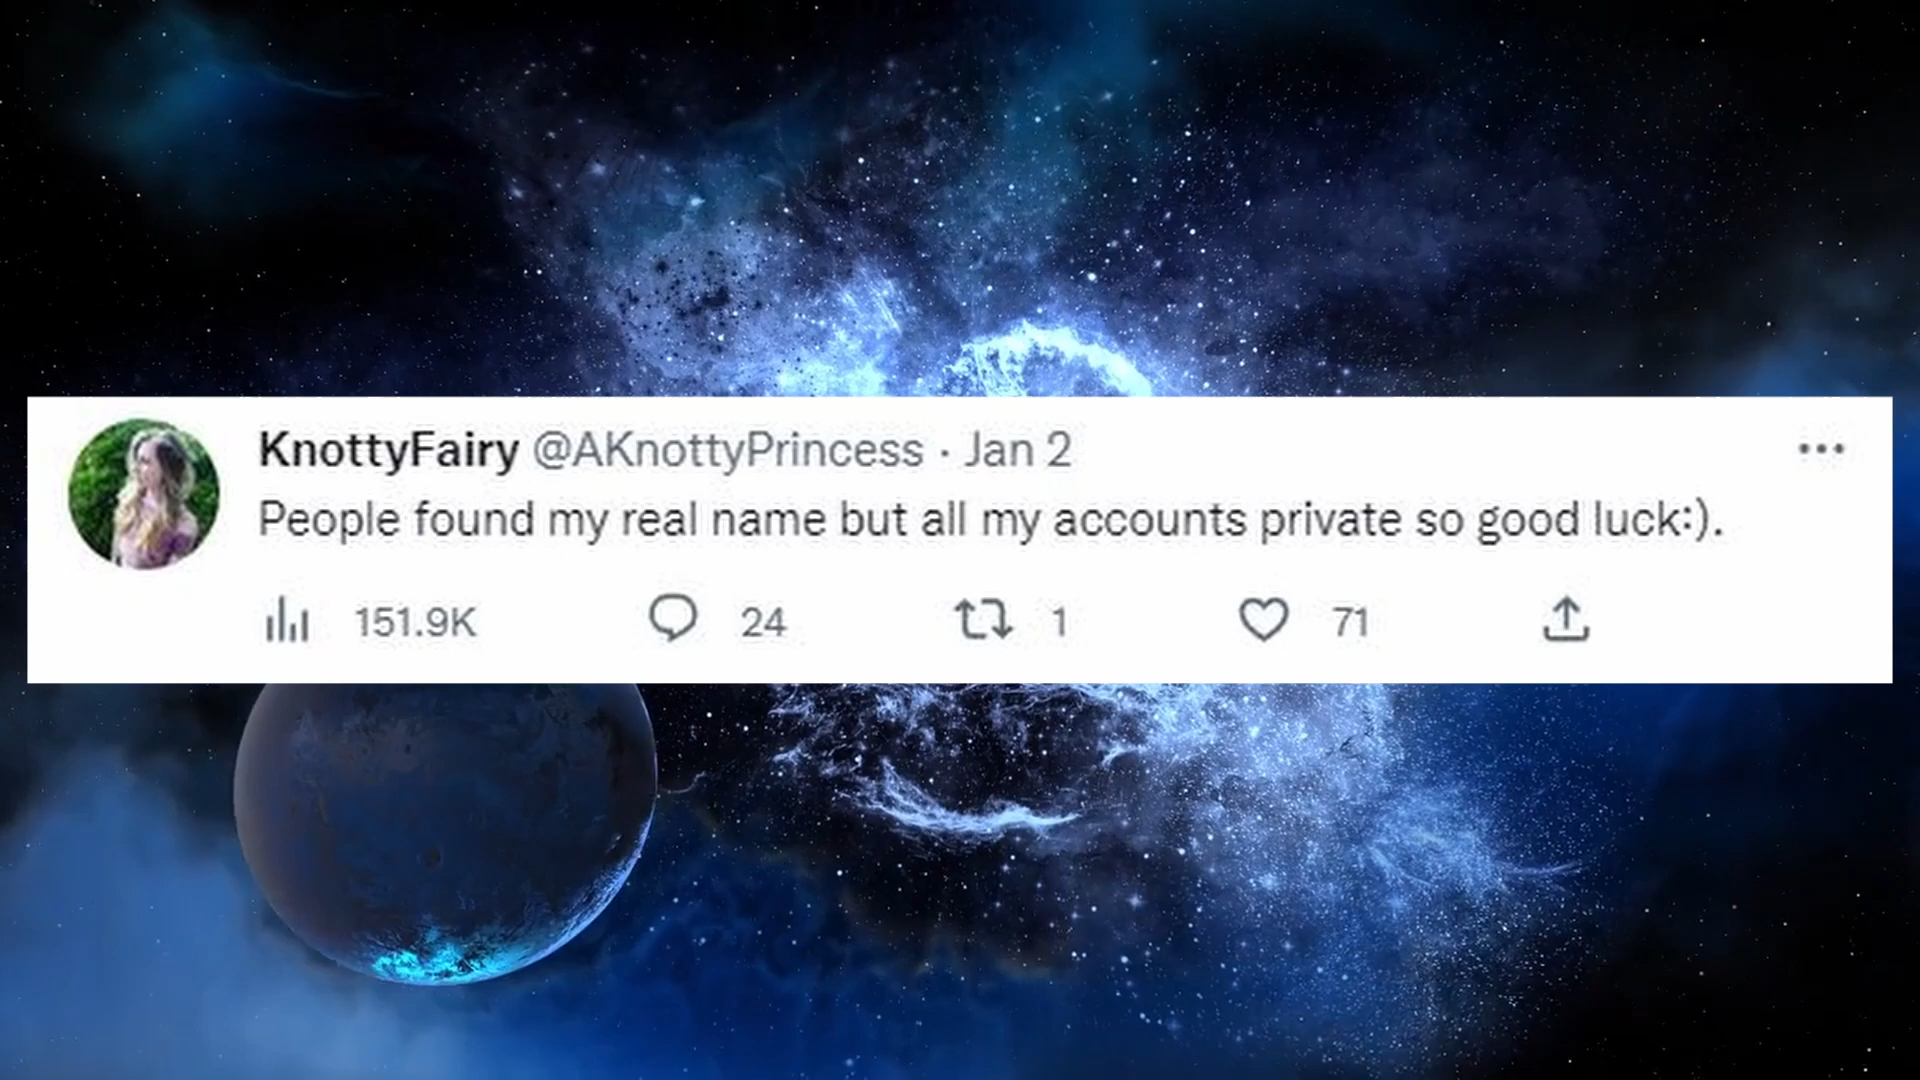 KnottyFairy @AKnottyPrincess · Jan 2
People found my real name but all my accounts private so good luck:).
151.9K 24 1 71